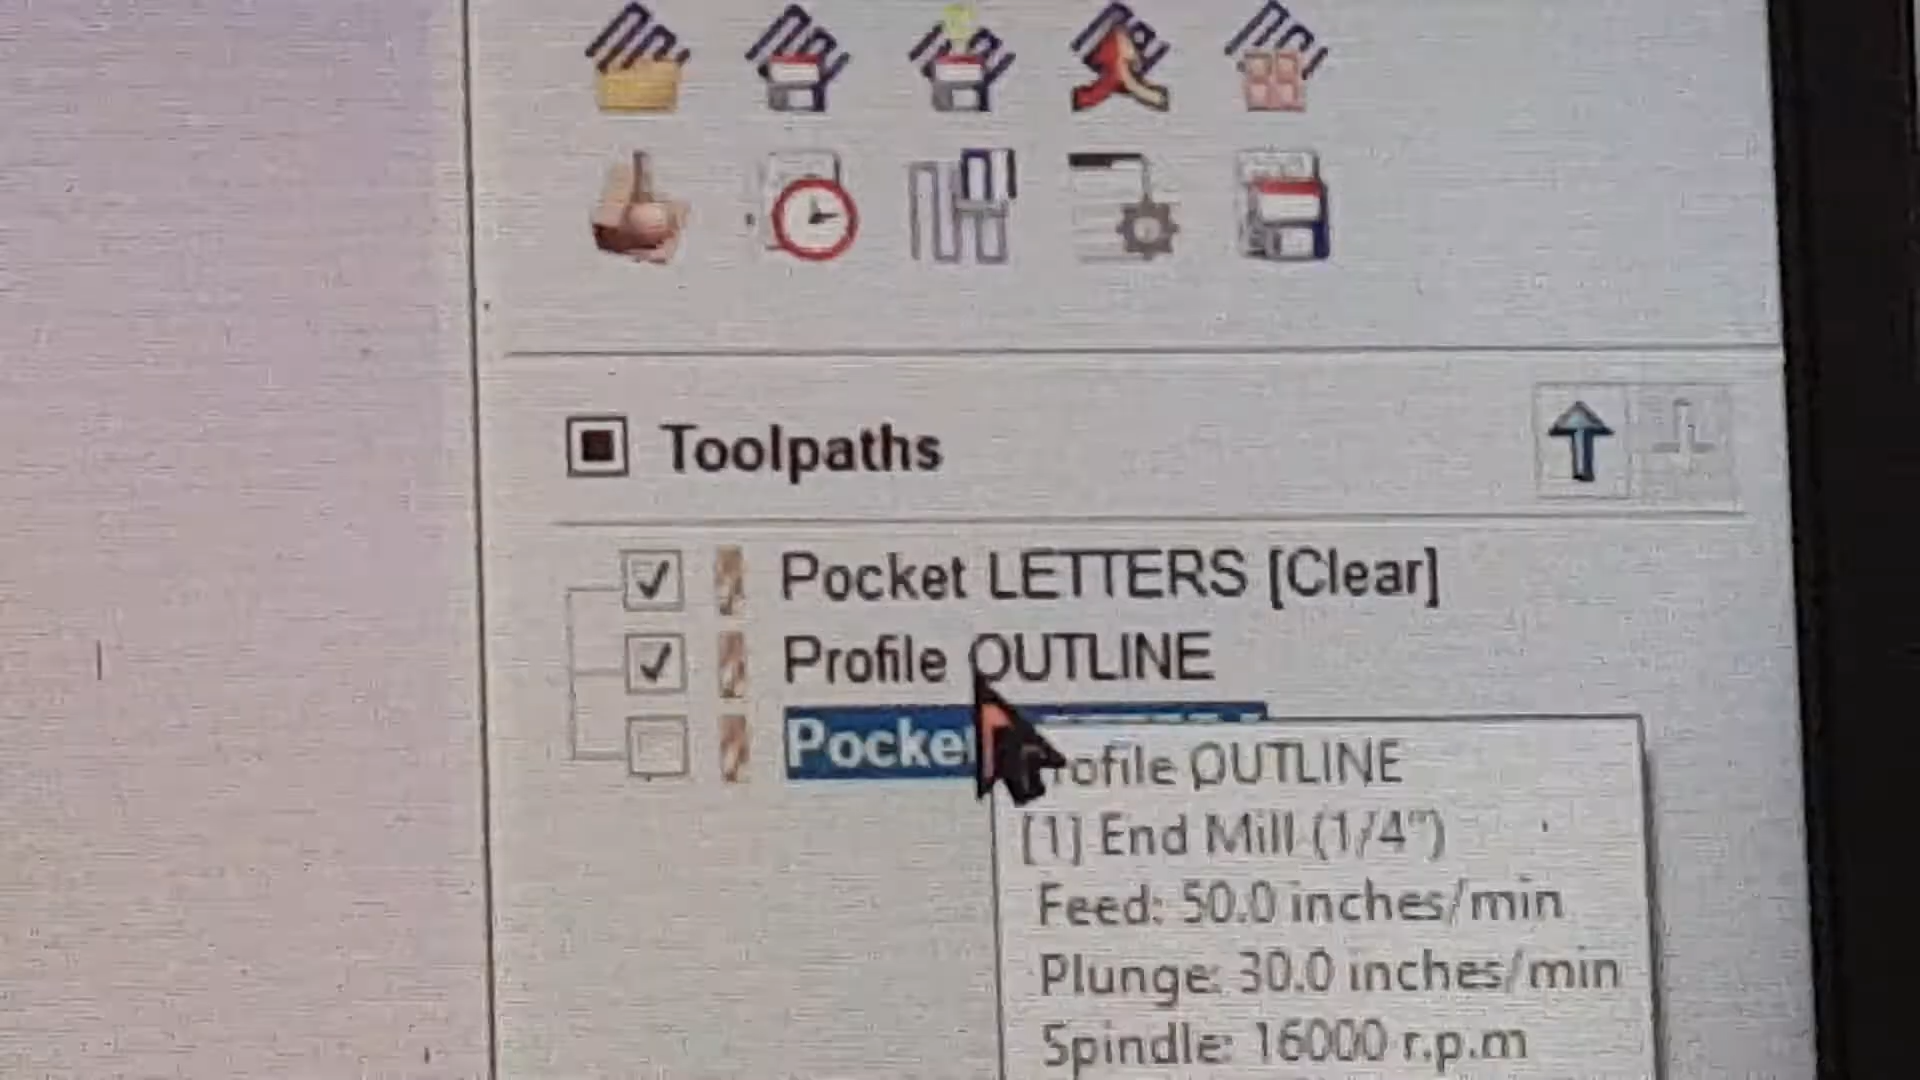 Toolpaths
Pocket LETTERS [Clear]
Profile OUTLINE
Pocket
Profile OUTLINE
[1] End Mill (1/4")
Feed: 50.0 inches/min
Plunge: 30.0 inches/min
Spindle: 16000 r.p.m